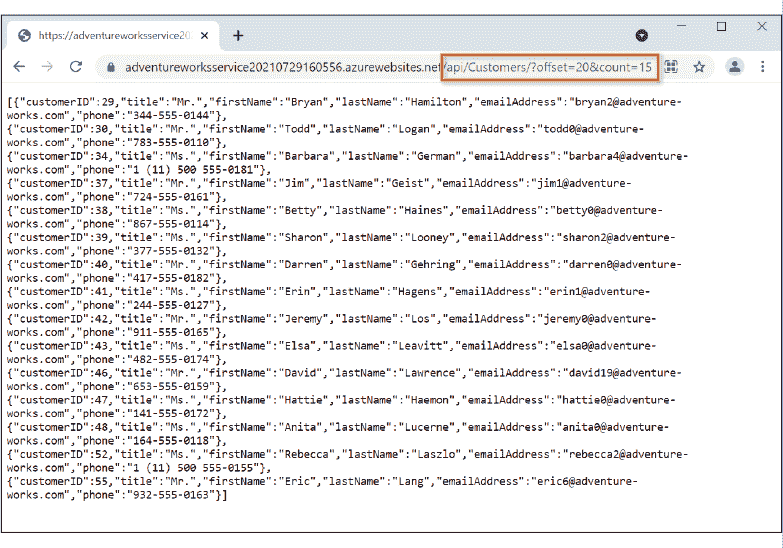 https://adventureworksservice20
adventureworksservice20210729160556.azurewebsites.net/api/Customers/?offset=20&count=15
[{"customerID":29,"title":"Mr.","firstName":"Bryan","lastName":"Hamilton","emailAddress":"bryan2@adventure-
works.com","phone":"344-555-0144"},
{"customerID":30,"title":"Mr.","firstName":"Todd","lastName":"Logan","emailAddress":"todd0@adventure-
works.com","phone":"783-555-0110"},
{"customerID":34,"title":"Ms.","firstName":"Barbara","lastName":"German","emailAddress":"barbara4@adventure-
works.com","phone":"1 (11) 500 555-0181"},
{"customerID":37,"title":"Mr.","firstName":"Jim","lastName":"Geist","emailAddress":"jim1@adventure-
works.com","phone":"724-555-0161"},
{"customerID":38,"title":"Ms.","firstName":"Betty","lastName":"Haines","emailAddress":"betty0@adventure-
works.com","phone":"867-555-0114"},
{"customerID":39,"title":"Ms.","firstName":"Sharon","lastName":"Looney","emailAddress":"sharon2@adventure-
works.com","phone":"377-555-0132"},
{"customerID":40,"title":"Mr.","firstName":"Darren","lastName":"Gehring","emailAddress":"darren0@adventure-
works.com","phone":"417-555-0182"},
{"customerID":41,"title":"Ms.","firstName":"Erin","lastName":"Hagens","emailAddress":"erin1@adventure-
works.com","phone":"244-555-0127"},
{"customerID":42,"title":"Mr.","firstName":"Jeremy","lastName":"Los","emailAddress":"jeremy0@adventure-
works.com","phone":"911-555-0165"},
{"customerID":43,"title":"Ms.","firstName":"Elsa","lastName":"Leavitt","emailAddress":"elsa0@adventure-
works.com","phone":"482-555-0174"},
{"customerID":46,"title":"Mr.","firstName":"David","lastName":"Lawrence","emailAddress":"david19@adventure-
works.com","phone":"653-555-0159"},
{"customerID":47,"title":"Ms.","firstName":"Hattie","lastName":"Haemon","emailAddress":"hattie0@adventure-
works.com","phone":"141-555-0172"},
{"customerID":48,"title":"Ms.","firstName":"Anita","lastName":"Lucerne","emailAddress":"anita0@adventure-
works.com","phone":"164-555-0118"},
{"customerID":52,"title":"Ms.","firstName":"Rebecca","lastName":"Laszlo","emailAddress":"rebecca2@adventure-
works.com","phone":"1 (11) 500 555-0155"},
{"customerID":55,"title":"Mr.","firstName":"Eric","lastName":"Lang","emailAddress":"eric6@adventure-
works.com","phone":"932-555-0163"}]